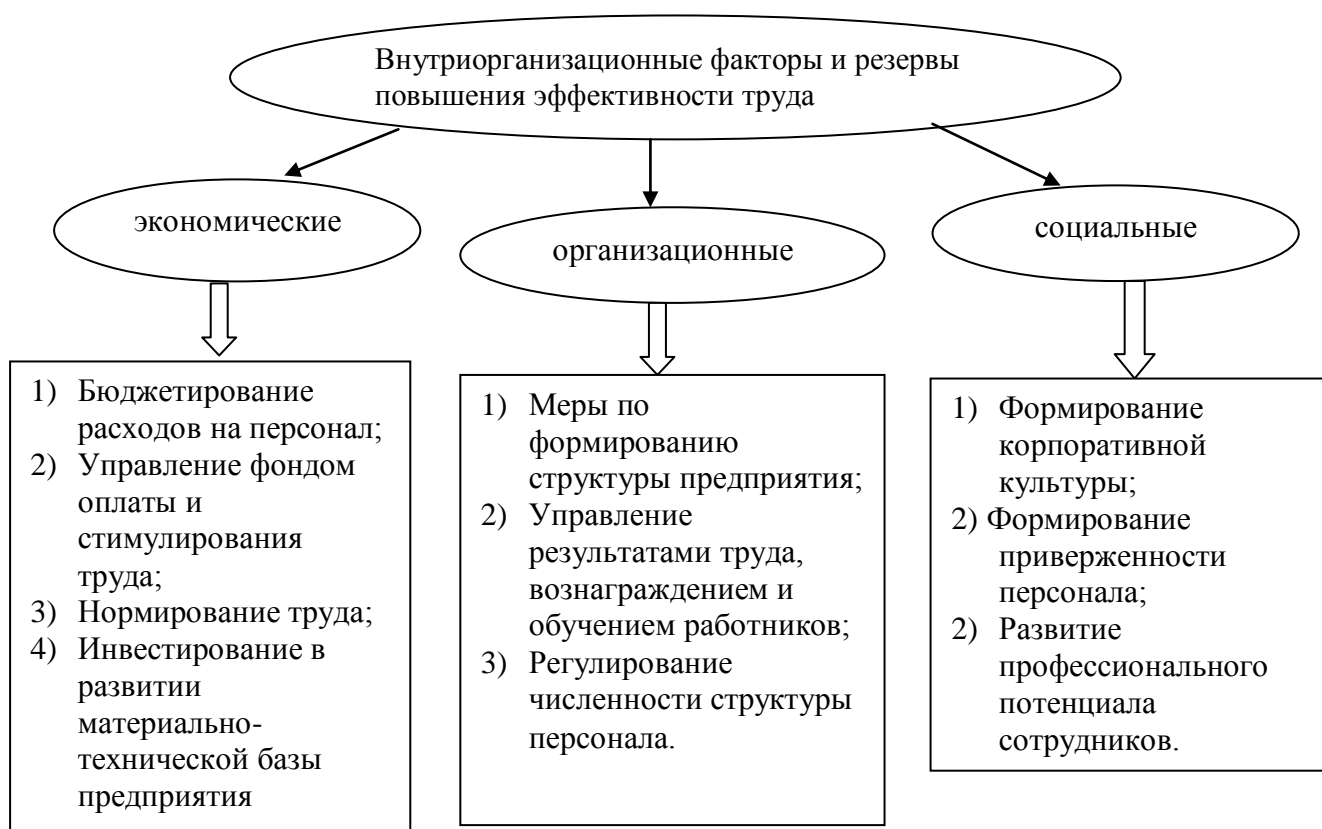 Внутриорганизационные факторы и резервы
повышения эффективности труда
экономические
организационные
социальные
1) Бюджетирование
расходов на персонал;
2) Управление фондом
оплаты и
стимулирования
труда;
3) Нормирование труда;
4) Инвестирование в
развитии
материально-
технической базы
предприятия
1) Меры по
формированию
структуры предприятия;
2) Управление
результатами труда,
вознаграждением и
обучением работников;
3) Регулирование
численности структуры
персонала.
1) Формирование
корпоративной
культуры;
2) Формирование
приверженности
персонала;
2) Развитие
профессионального
потенциала
сотрудников.